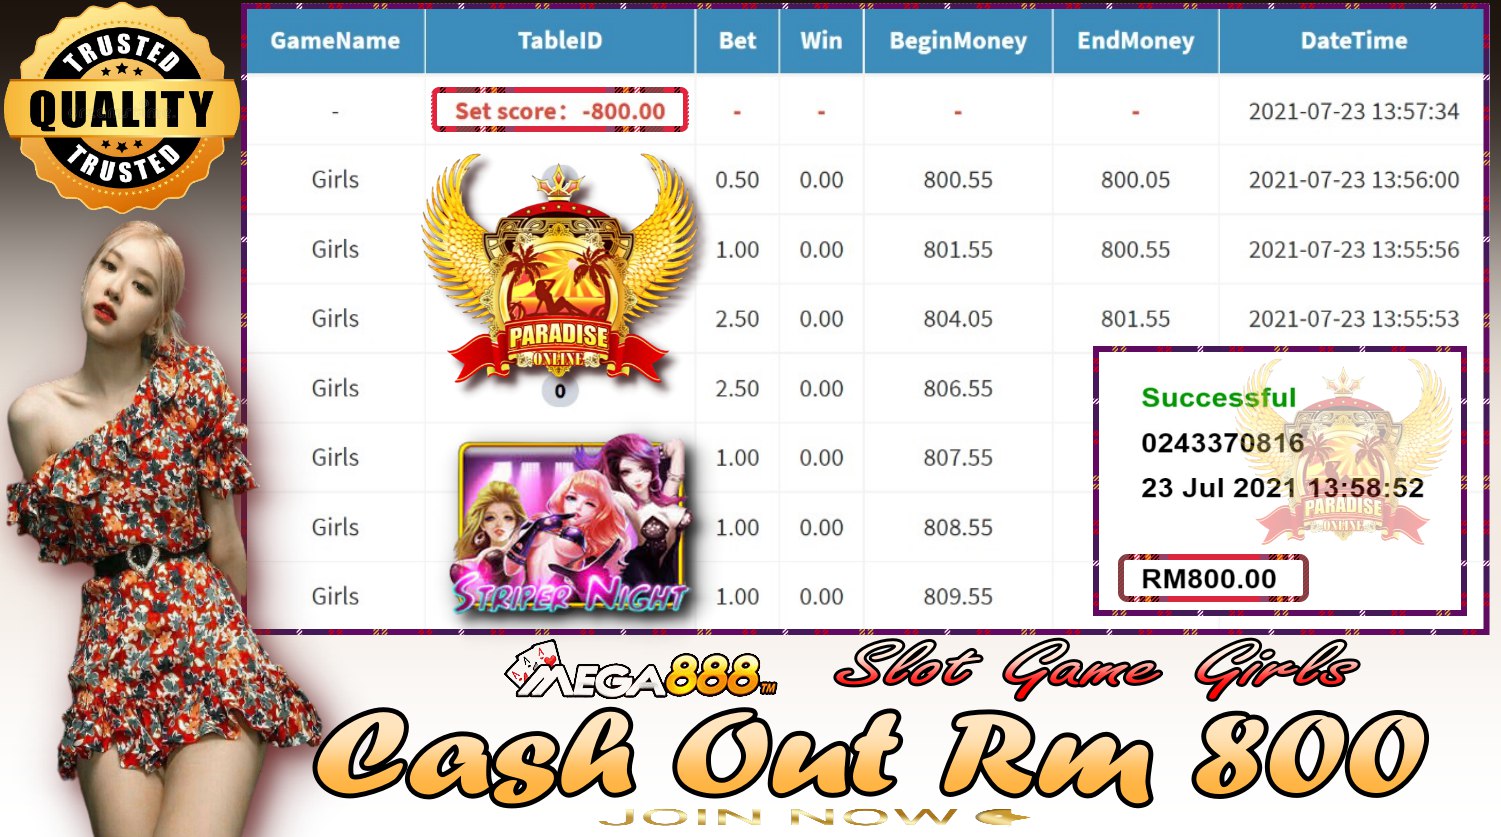 TRUSTED
QUALITY
TRUSTED
GameName TableID Bet Win BeginMoney EndMoney DateTime
- Set score: -800.00 - - - - 2021-07-23 13:57:34
Girls 0.50 0.00 800.55 800.05 2021-07-23 13:56:00
Girls 1.00 0.00 801.55 800.55 2021-07-23 13:55:56
Girls 2.50 0.00 804.05 801.55 2021-07-23 13:55:53
Girls 0 2.50 0.00 806.55
Girls 1.00 0.00 807.55
Girls 1.00 0.00 808.55
Girls 1.00 0.00 809.55
PARADISE
ONLINE
STRIPER NIGHT
Successful
0243370816
23 Jul 2021 13:58:52
PARADISE
ONLINE
RM800.00
MEGA888™ Slot Game Girls
Cash Out Rm 800
JOIN NOW